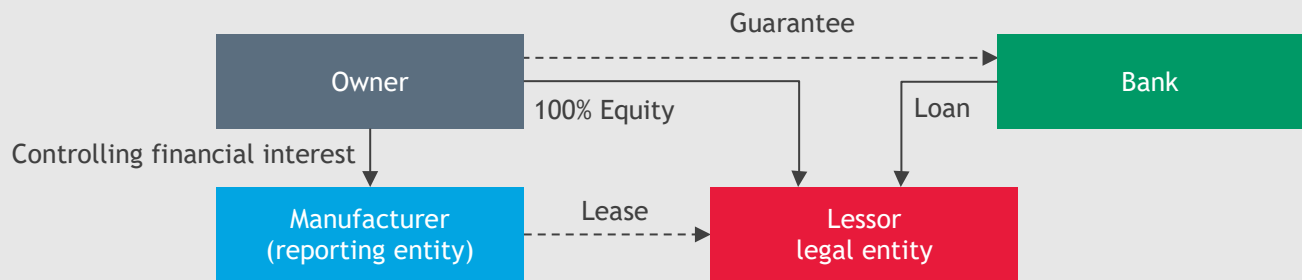 Guarantee
Owner
Bank
100% Equity
Loan
Controlling financial interest
Manufacturer
(reporting entity)
Lease
Lessor
legal entity